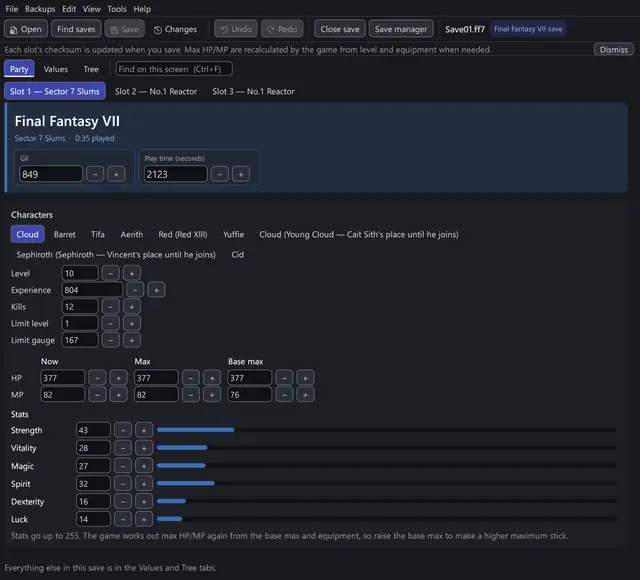 File Backups Edit View Tools Help
Open Find saves Save Changes Undo Redo Close save Save manager Save01.ff7 Final Fantasy VII save
Each slot's checksum is updated when you save. Max HP/MP are recalculated by the game from level and equipment when needed. Dismiss
Party Values Tree Find on this screen (Ctrl+F)
Slot 1 — Sector 7 Slums Slot 2 — No.1 Reactor Slot 3 — No.1 Reactor
Final Fantasy VII
Sector 7 Slums · 0:35 played
Gil Play time (seconds)
849 − + 2123 − +
Characters
Cloud Barret Tifa Aerith Red (Red XIII) Yuffie Cloud (Young Cloud — Cait Sith's place until he joins)
Sephiroth (Sephiroth — Vincent's place until he joins) Cid
Level 10 − +
Experience 804 − +
Kills 12 − +
Limit level 1 − +
Limit gauge 167 − +
Now Max Base max
HP 377 − + 377 − + 377 − +
MP 82 − + 82 − + 76 − +
Stats
Strength 43 − +
Vitality 28 − +
Magic 27 − +
Spirit 32 − +
Dexterity 16 − +
Luck 14 − +
Stats go up to 255. The game works out max HP/MP again from the base max and equipment, so raise the base max to make a higher maximum stick.
Everything else in this save is in the Values and Tree tabs.